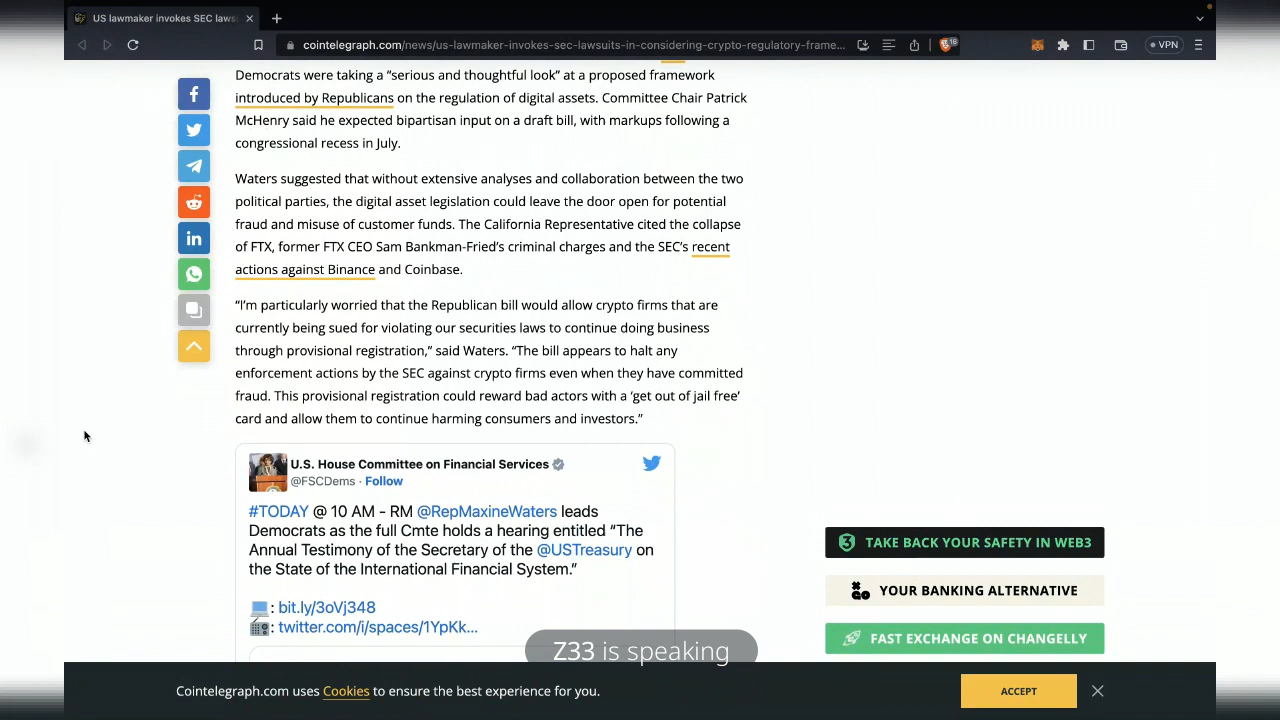 US lawmaker invokes SEC laws
cointelegraph.com/news/us-lawmaker-invokes-sec-lawsuits-in-considering-crypto-regulatory-frame...
18
VPN
Democrats were taking a “serious and thoughtful look” at a proposed framework
introduced by Republicans on the regulation of digital assets. Committee Chair Patrick
McHenry said he expected bipartisan input on a draft bill, with markups following a
congressional recess in July.
Waters suggested that without extensive analyses and collaboration between the two
political parties, the digital asset legislation could leave the door open for potential
fraud and misuse of customer funds. The California Representative cited the collapse
of FTX, former FTX CEO Sam Bankman-Fried’s criminal charges and the SEC’s recent
actions against Binance and Coinbase.
“I’m particularly worried that the Republican bill would allow crypto firms that are
currently being sued for violating our securities laws to continue doing business
through provisional registration,” said Waters. “The bill appears to halt any
enforcement actions by the SEC against crypto firms even when they have committed
fraud. This provisional registration could reward bad actors with a ‘get out of jail free’
card and allow them to continue harming consumers and investors.”
U.S. House Committee on Financial Services
@FSCDems · Follow
#TODAY @ 10 AM - RM @RepMaxineWaters leads
Democrats as the full Cmte holds a hearing entitled “The
Annual Testimony of the Secretary of the @USTreasury on
the State of the International Financial System.”
: bit.ly/3oVj348
: twitter.com/i/spaces/1YpKk...
TAKE BACK YOUR SAFETY IN WEB3
YOUR BANKING ALTERNATIVE
FAST EXCHANGE ON CHANGELLY
Z33 is speaking
Cointelegraph.com uses Cookies to ensure the best experience for you.
ACCEPT